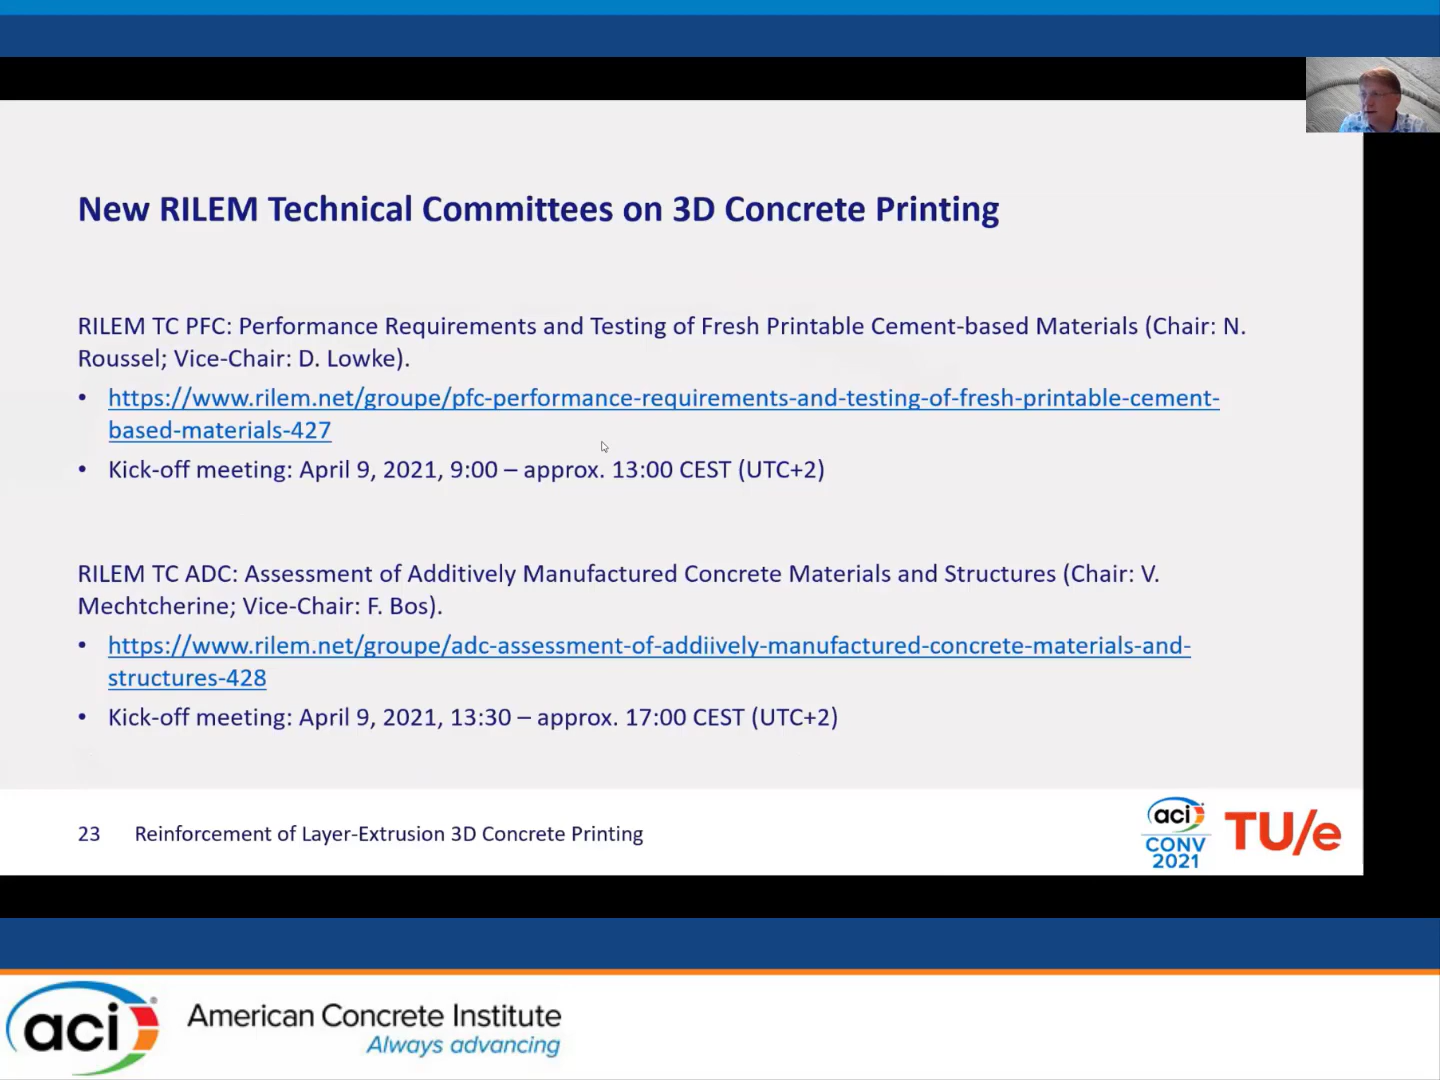 New RILEM Technical Committees on 3D Concrete Printing
RILEM TC PFC: Performance Requirements and Testing of Fresh Printable Cement-based Materials (Chair: N.
Roussel; Vice-Chair: D. Lowke).
• https://www.rilem.net/groupe/pfc-performance-requirements-and-testing-of-fresh-printable-cement-
based-materials-427
• Kick-off meeting: April 9, 2021, 9:00 – approx. 13:00 CEST (UTC+2)
RILEM TC ADC: Assessment of Additively Manufactured Concrete Materials and Structures (Chair: V.
Mechtcherine; Vice-Chair: F. Bos).
• https://www.rilem.net/groupe/adc-assessment-of-addiively-manufactured-concrete-materials-and-
structures-428
• Kick-off meeting: April 9, 2021, 13:30 – approx. 17:00 CEST (UTC+2)
23 Reinforcement of Layer-Extrusion 3D Concrete Printing
aci
CONV
2021
TU/e
aci
American Concrete Institute
Always advancing